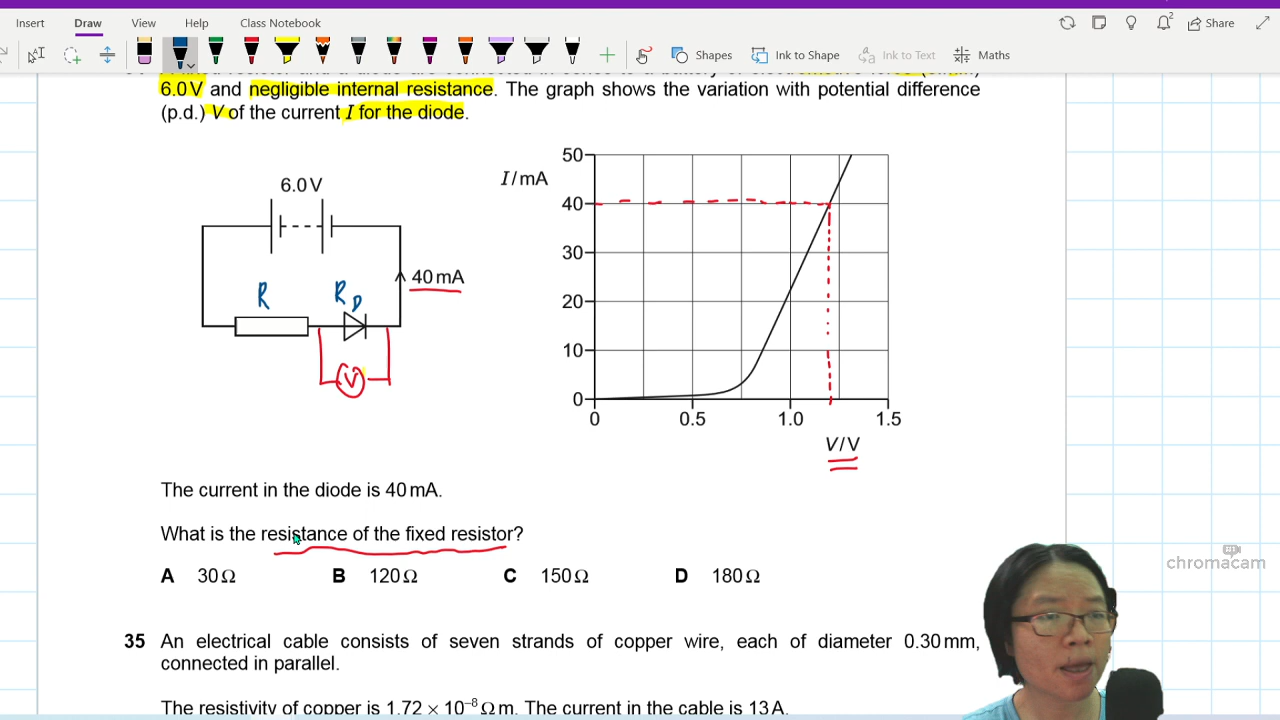 Insert Draw View Help Class Notebook
2 Share
Shapes Ink to Shape Ink to Text Maths
6.0 V and negligible internal resistance. The graph shows the variation with potential difference
(p.d.) V of the current I for the diode.
6.0 V
40 mA
R
R D
V
I / mA
50
40
30
20
10
0
0 0.5 1.0 1.5
V / V
The current in the diode is 40 mA.
What is the resistance of the fixed resistor?
A 30 Ω B 120 Ω C 150 Ω D 180 Ω
chromacam
35 An electrical cable consists of seven strands of copper wire, each of diameter 0.30 mm,
connected in parallel.
The resistivity of copper is 1.72 × 10⁻⁸ Ω m. The current in the cable is 13 A.